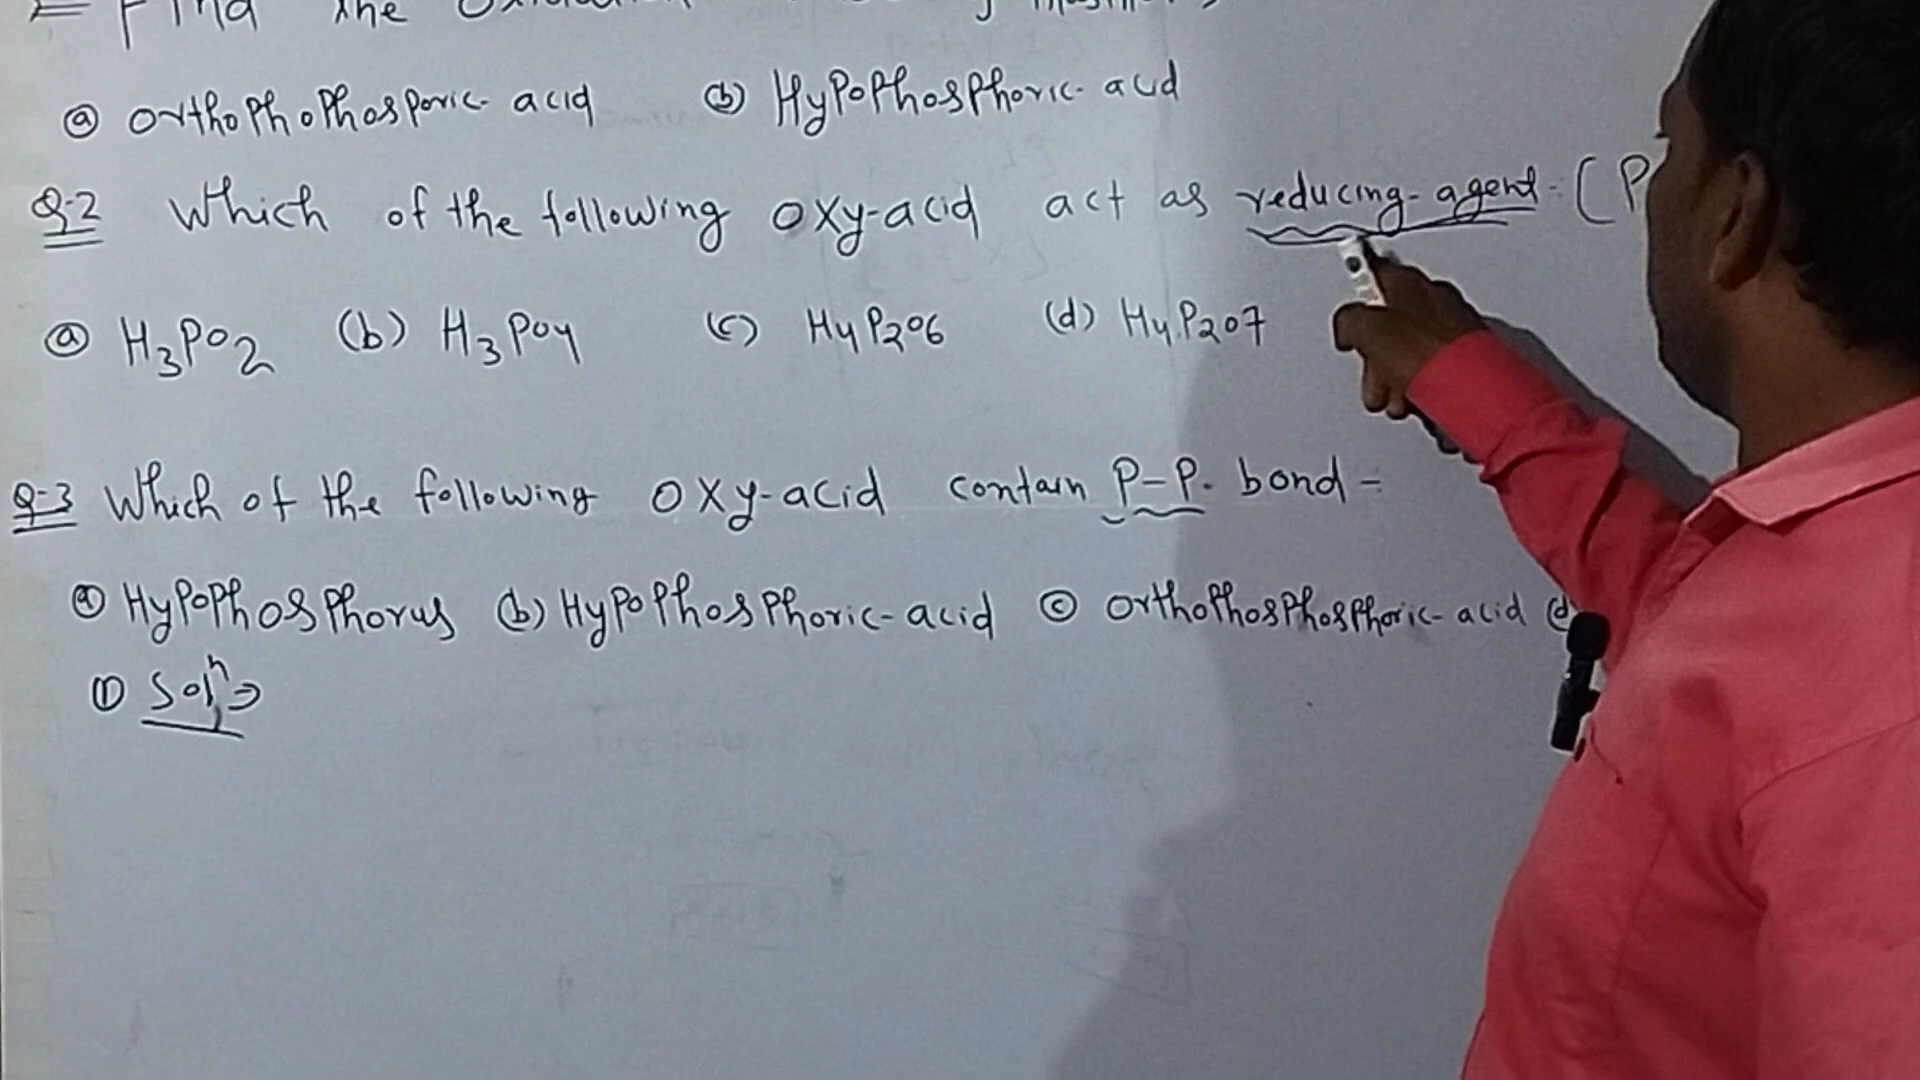 Find the
ⓐ OrthoPhoPhosPoric- acid (b) HyPoPhosPhoric- acid
Q-2 Which of the following oxy-acid act as reducing-agent- [P
ⓐ H3PO2 (b) H3PO4 (c) H4P2O6 (d) H4P2O7
Q-3 Which of the following oxy-acid contain P-P- bond -
ⓐ HyPoPhosPhorus (b) HyPoPhosPhoric-acid ⓒ OrthoPhosPhosPhoric-acid ⓓ
① Solⁿ⇒